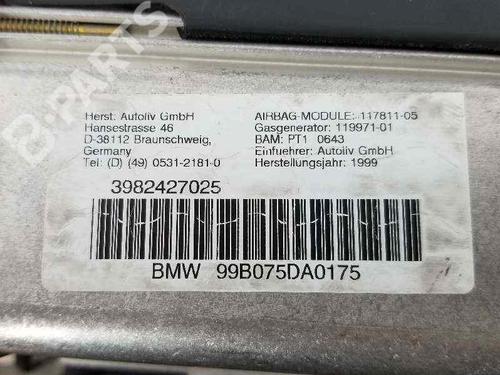 B-PARTS
Herst: Autoliv GmbH
Hansestrasse 46
D-38112 Braunschweig,
Germany
Tel: (D) (49) 0531-2181-0
AIRBAG-MODULE: 117811-05
Gasgenerator: 119971-01
BAM: PT1 0643
Einfuehrer: Autoliv GmbH
Herstellungsjahr: 1999
3982427025
BMW 99B075DA0175